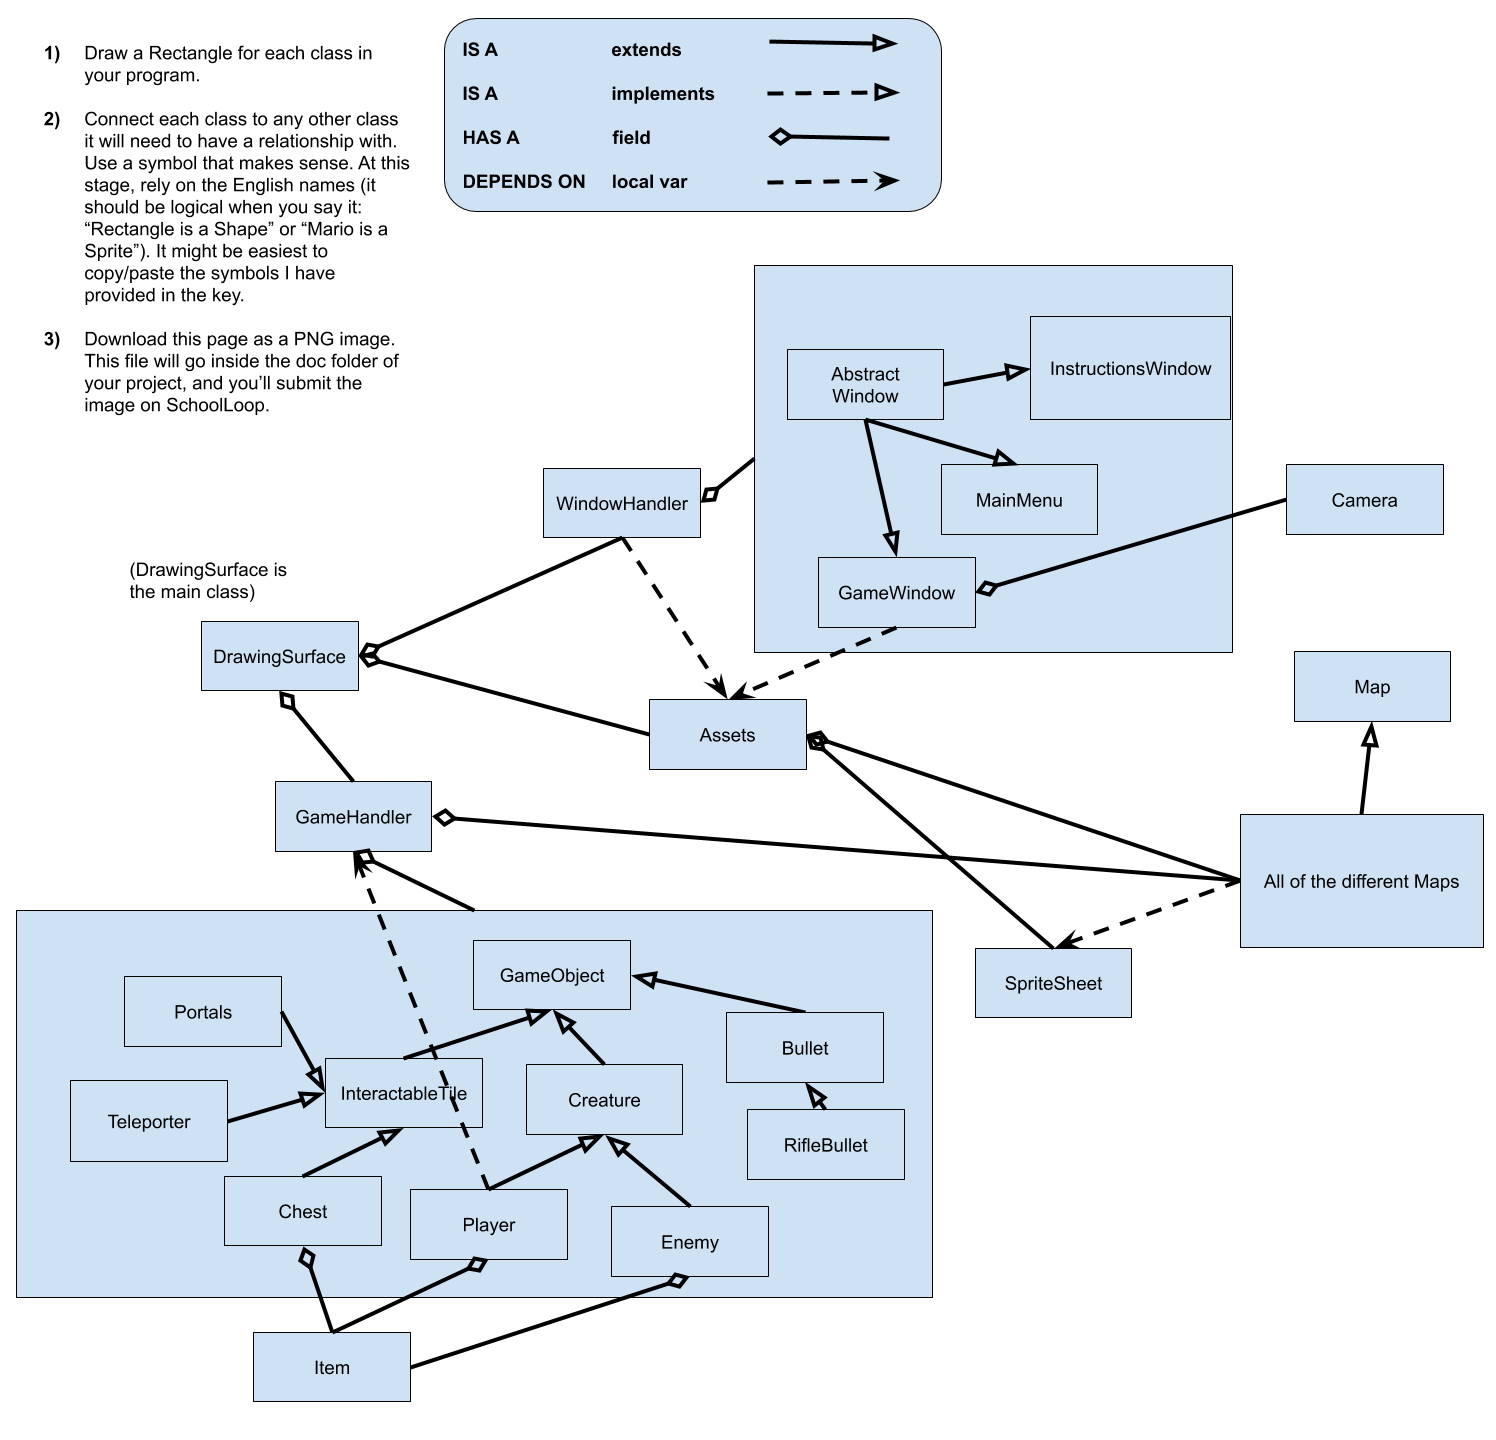 1) Draw a Rectangle for each class in
your program.
2) Connect each class to any other class
it will need to have a relationship with.
Use a symbol that makes sense. At this
stage, rely on the English names (it
should be logical when you say it:
“Rectangle is a Shape” or “Mario is a
Sprite”). It might be easiest to
copy/paste the symbols I have
provided in the key.
3) Download this page as a PNG image.
This file will go inside the doc folder of
your project, and you’ll submit the
image on SchoolLoop.
IS A extends
IS A implements
HAS A field
DEPENDS ON local var
Abstract
Window
InstructionsWindow
WindowHandler
MainMenu
Camera
(DrawingSurface is
the main class)
GameWindow
DrawingSurface
Map
Assets
GameHandler
All of the different Maps
GameObject
SpriteSheet
Portals
Bullet
InteractableTile
Creature
Teleporter
RifleBullet
Chest
Player
Enemy
Item